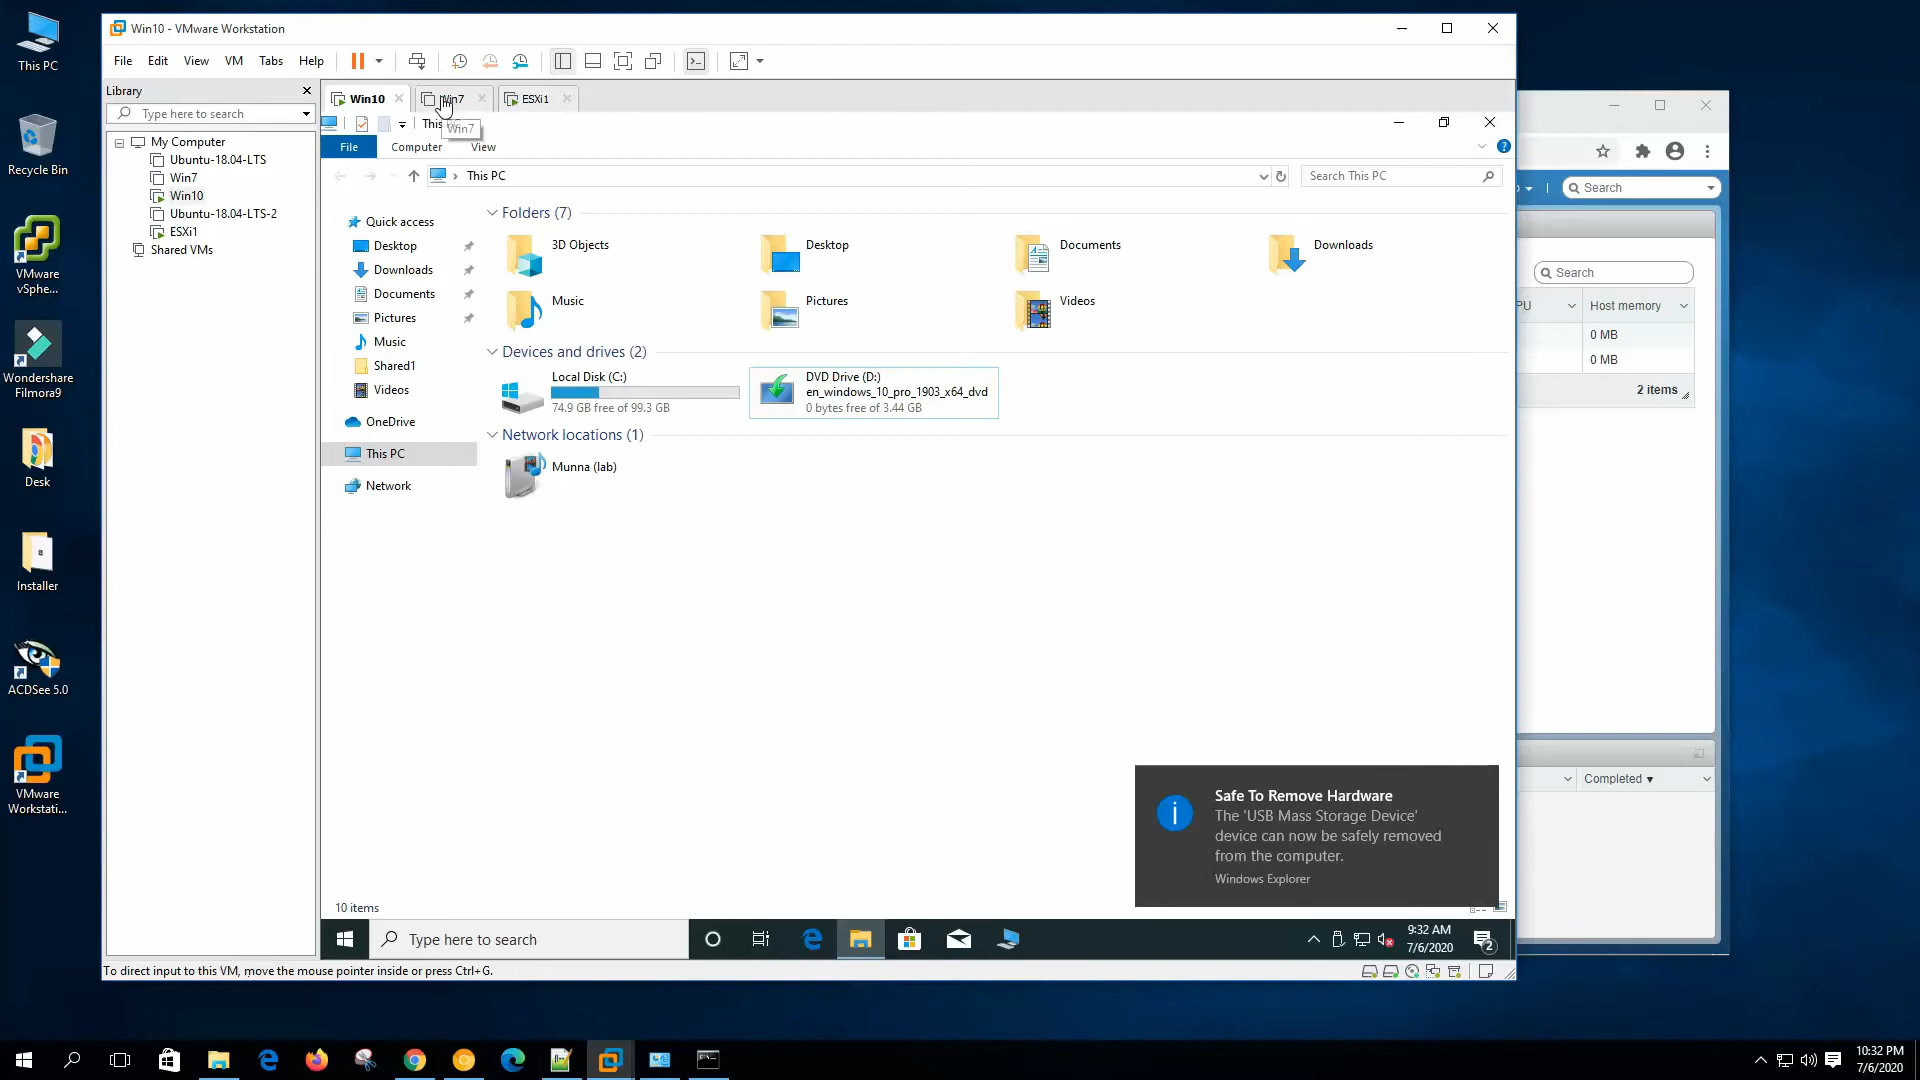 This PC
Recycle Bin
VMware
vSphe...
Wondershare
Filmora9
Desk
Installer
ACDSee 5.0
VMware
Workstati...
Win10 - VMware Workstation
File Edit View VM Tabs Help
Library
Type here to search
My Computer
Ubuntu-18.04-LTS
Win7
Win10
Ubuntu-18.04-LTS-2
ESXi1
Shared VMs
Win10 Win7 ESXi1
Win7
File Computer View
This PC
Search This PC
Quick access
Desktop
Downloads
Documents
Pictures
Music
Shared1
Videos
OneDrive
This PC
Network
Folders (7)
3D Objects Desktop Documents Downloads
Music Pictures Videos
Devices and drives (2)
Local Disk (C:)
74.9 GB free of 99.3 GB
DVD Drive (D:)
en_windows_10_pro_1903_x64_dvd
0 bytes free of 3.44 GB
Network locations (1)
Munna (lab)
Safe To Remove Hardware
The 'USB Mass Storage Device'
device can now be safely removed
from the computer.
Windows Explorer
10 items
Type here to search
9:32 AM
7/6/2020
2
To direct input to this VM, move the mouse pointer inside or press Ctrl+G.
Search
Search
Host memory
0 MB
0 MB
2 items
Completed
10:32 PM
7/6/2020